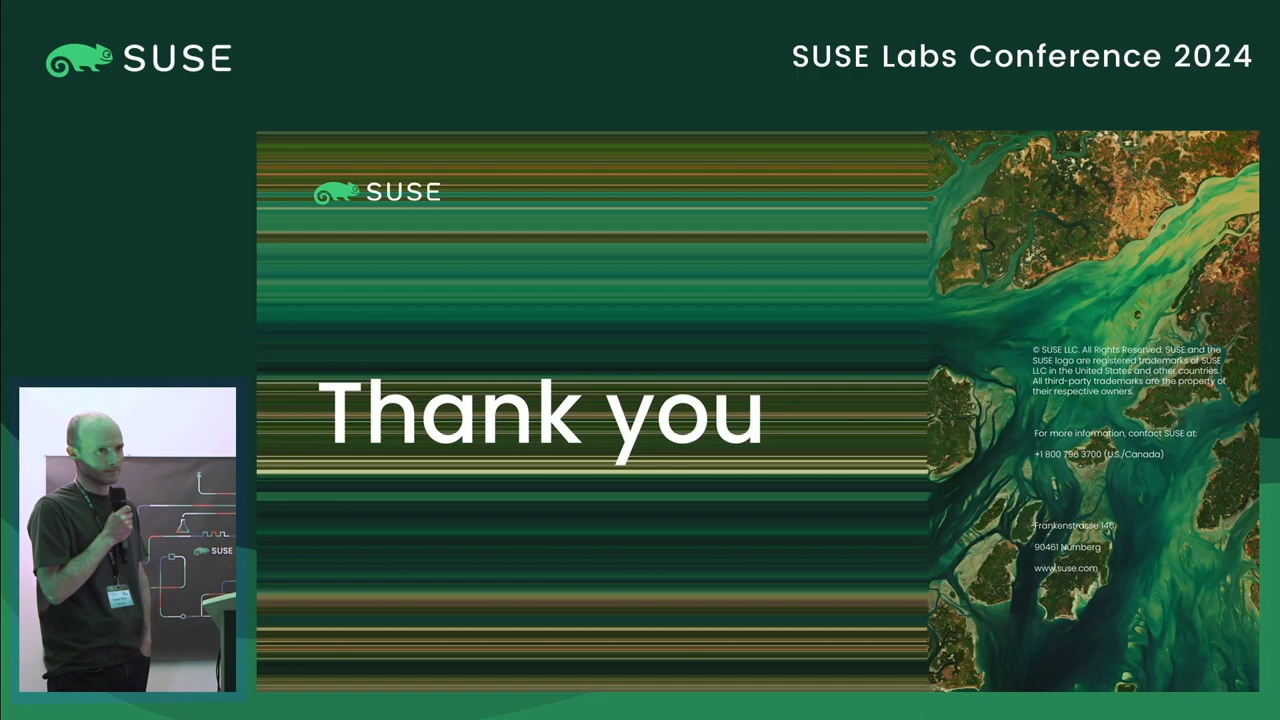 SUSE
SUSE Labs Conference 2024
SUSE
Thank you
© SUSE LLC. All Rights Reserved. SUSE and the
SUSE logo are registered trademarks of SUSE
LLC in the United States and other countries.
All third-party trademarks are the property of
their respective owners.
For more information, contact SUSE at:
+1 800 796 3700 (U.S./Canada)
Frankenstrasse 146
90461 Nürnberg
www.suse.com
SUSE